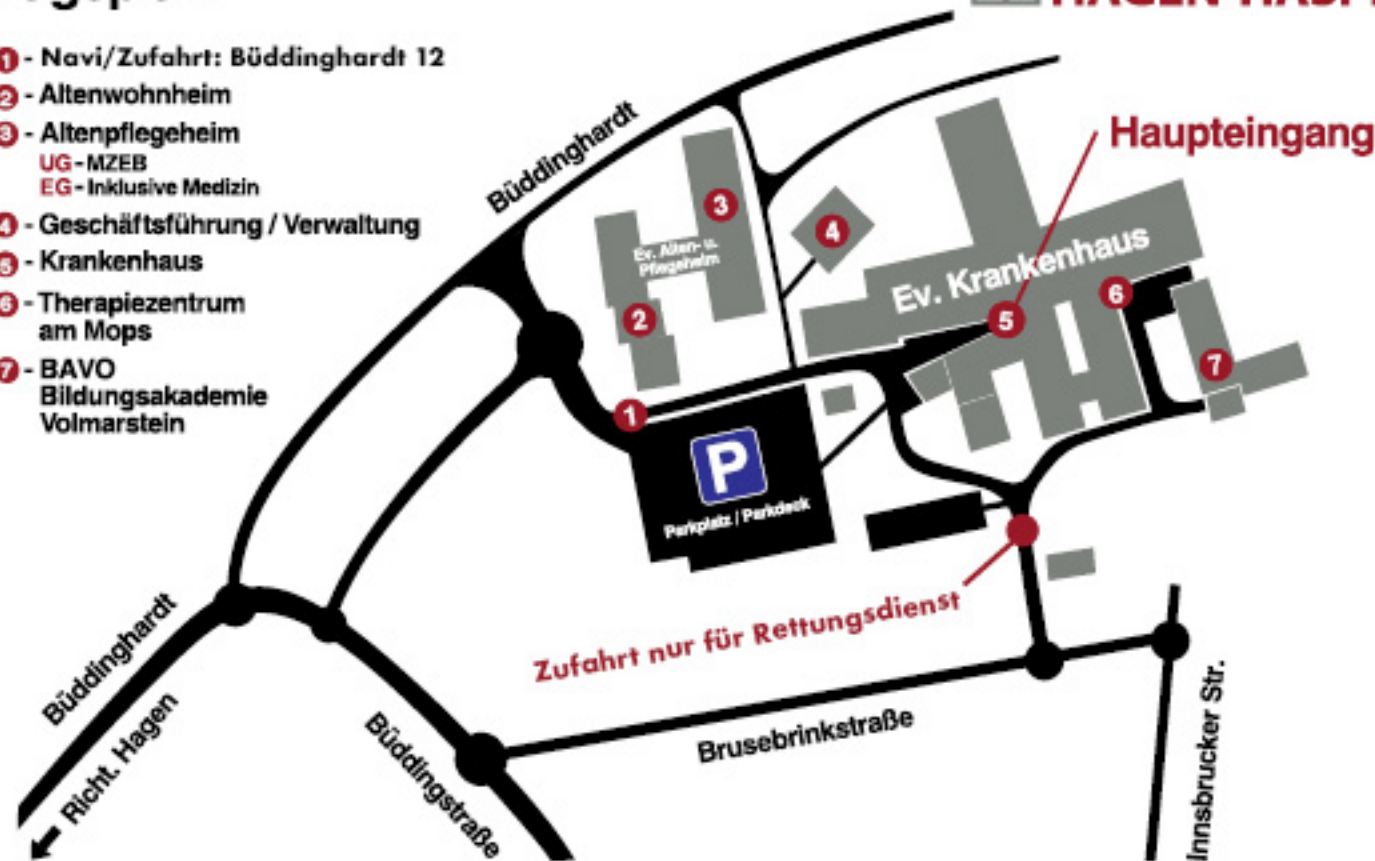 HAGEN
1 - Navi/Zufahrt: Büddinghardt 12
2 - Altenwohnheim
3 - Altenpflegeheim
UG - MZEB
EG - Inklusive Medizin
4 - Geschäftsführung / Verwaltung
5 - Krankenhaus
6 - Therapiezentrum
am Mops
7 - BAVO
Bildungsakademie
Volmarstein
Büddinghardt
Haupteingang
3
4
Ev. Alten- u.
Pflegeheim
Ev. Krankenhaus
2
5
6
7
1
P
Parkplatz / Parkdeck
Zufahrt nur für Rettungsdienst
Büddinghardt
Richt. Hagen
Büddingstraße
Brusebrinkstraße
Innsbrucker Str.